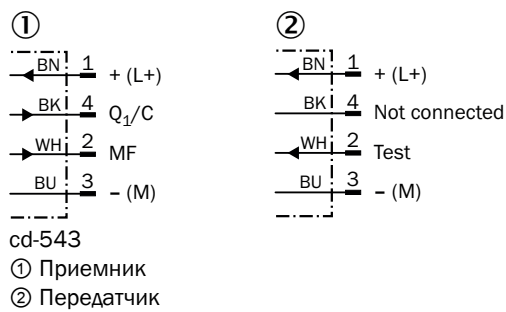 ①
BN 1 + (L+)
BK 4 Q1/C
WH 2 MF
BU 3 − (M)
②
BN 1 + (L+)
BK 4 Not connected
WH 2 Test
BU 3 − (M)
cd-543
① Приемник
② Передатчик